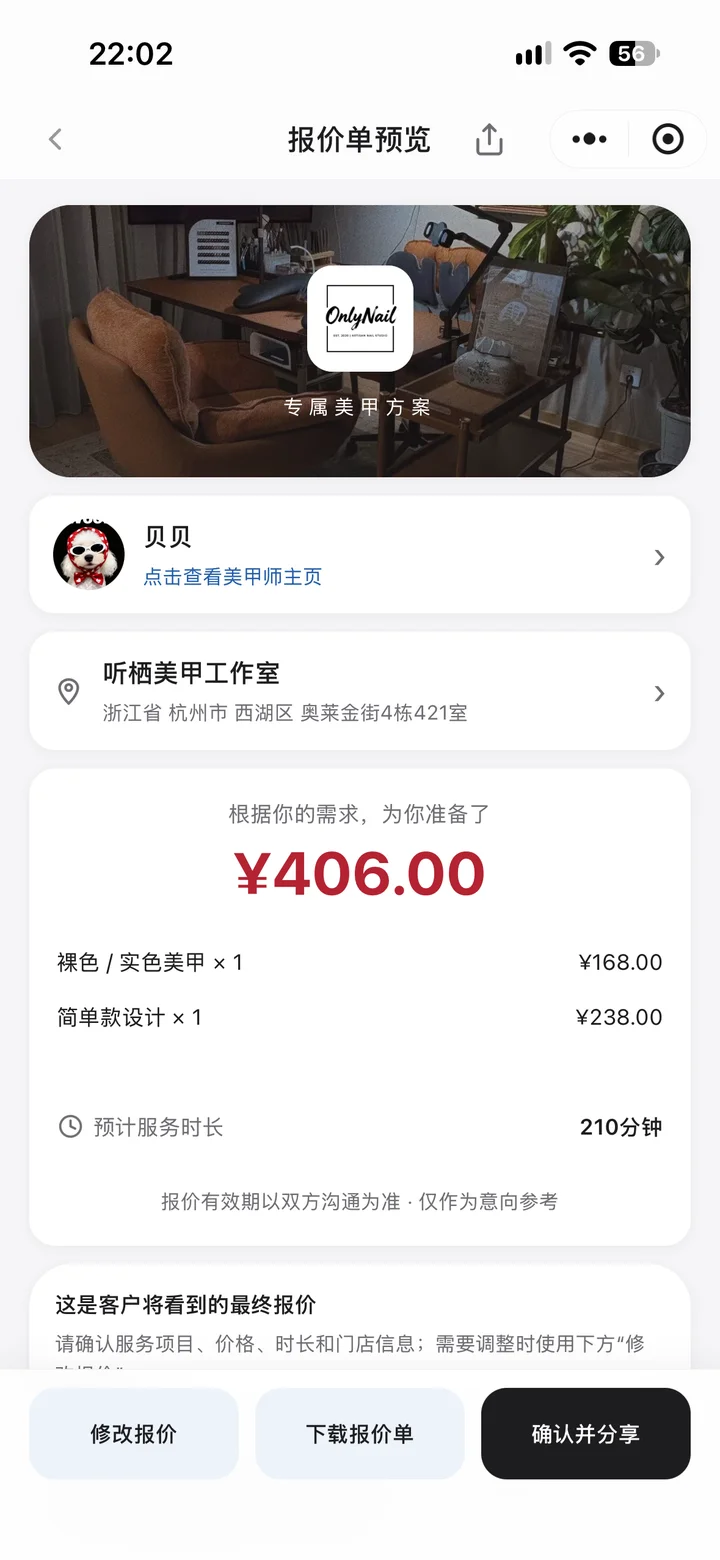 22:02
56
报价单预览
OnlyNail
专属美甲方案
贝贝
点击查看美甲师主页
听栖美甲工作室
浙江省 杭州市 西湖区 奥莱金街4栋421室
根据你的需求，为你准备了
¥406.00
裸色 / 实色美甲 × 1 ¥168.00
简单款设计 × 1 ¥238.00
预计服务时长 210分钟
报价有效期以双方沟通为准 · 仅作为意向参考
这是客户将看到的最终报价
请确认服务项目、价格、时长和门店信息；需要调整时使用下方“修
修改报价 下载报价单 确认并分享